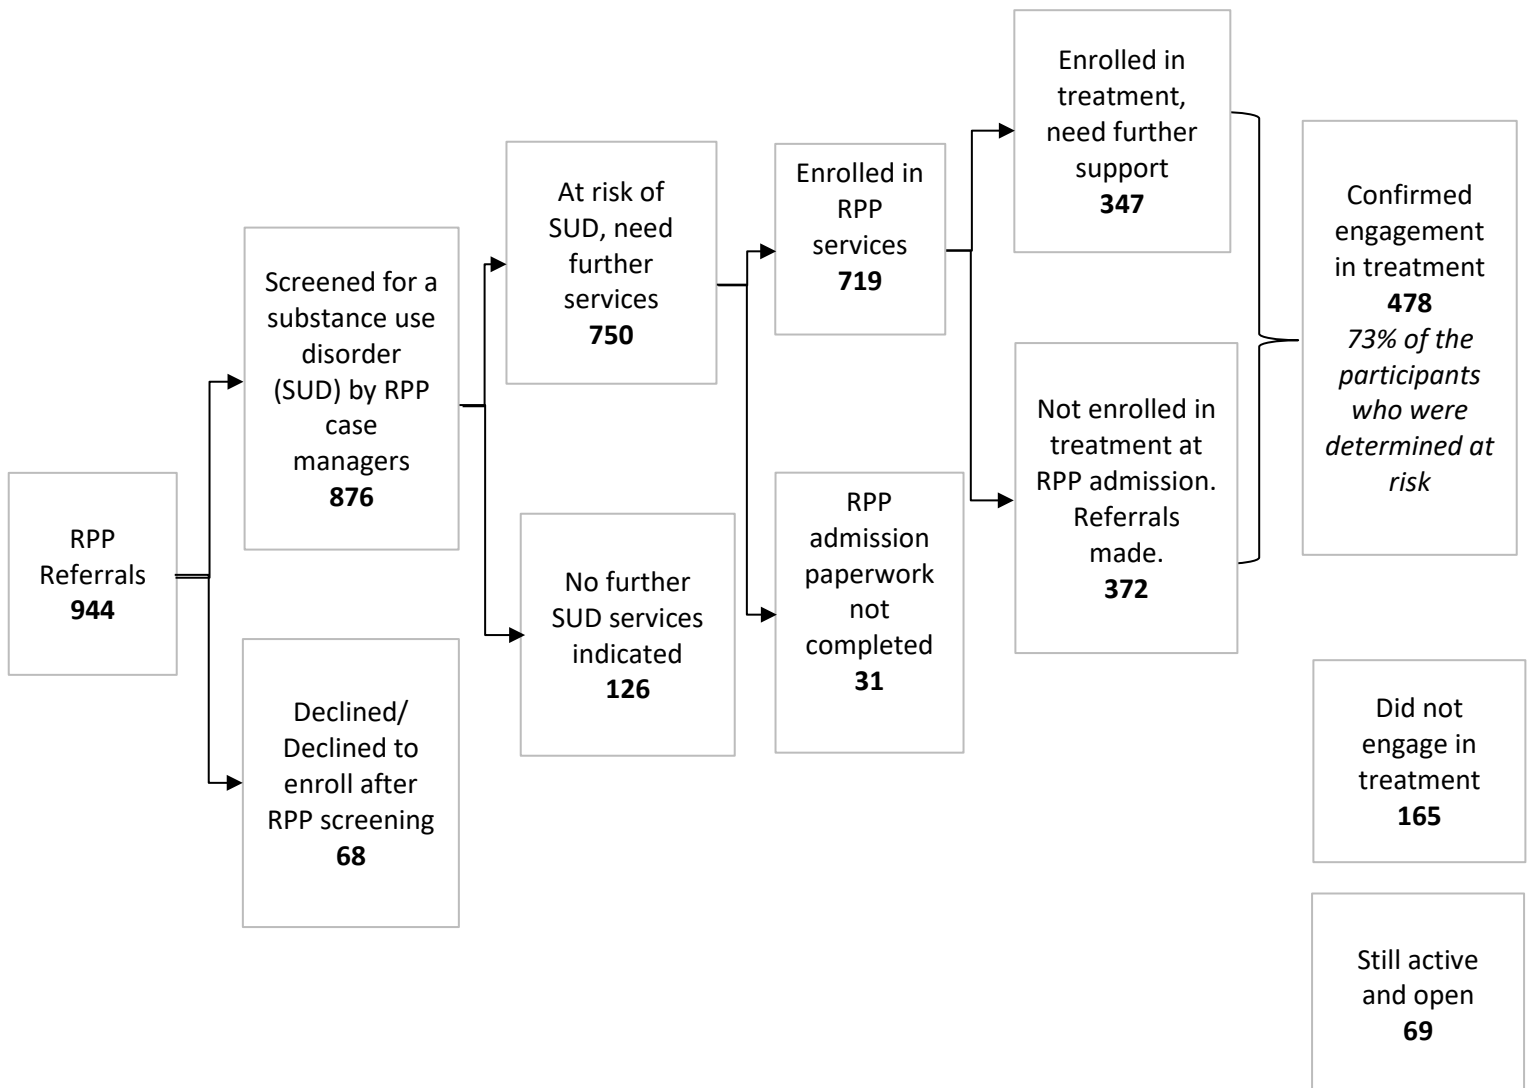 RPP
Referrals
944
Screened for a
substance use
disorder
(SUD) by RPP
case
managers
876
Declined/
Declined to
enroll after
RPP screening
68
At risk of
SUD, need
further
services
750
No further
SUD services
indicated
126
Enrolled in
RPP
services
719
RPP
admission
paperwork
not
completed
31
Enrolled in
treatment,
need further
support
347
Not enrolled in
treatment at
RPP admission.
Referrals
made.
372
Confirmed
engagement
in treatment
478
73% of the
participants
who were
determined at
risk
Did not
engage in
treatment
165
Still active
and open
69